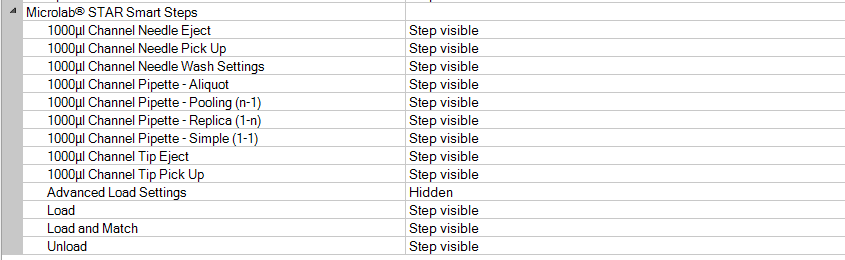 Microlab® STAR Smart Steps
1000µl Channel Needle Eject Step visible
1000µl Channel Needle Pick Up Step visible
1000µl Channel Needle Wash Settings Step visible
1000µl Channel Pipette - Aliquot Step visible
1000µl Channel Pipette - Pooling (n-1) Step visible
1000µl Channel Pipette - Replica (1-n) Step visible
1000µl Channel Pipette - Simple (1-1) Step visible
1000µl Channel Tip Eject Step visible
1000µl Channel Tip Pick Up Step visible
Advanced Load Settings Hidden
Load Step visible
Load and Match Step visible
Unload Step visible